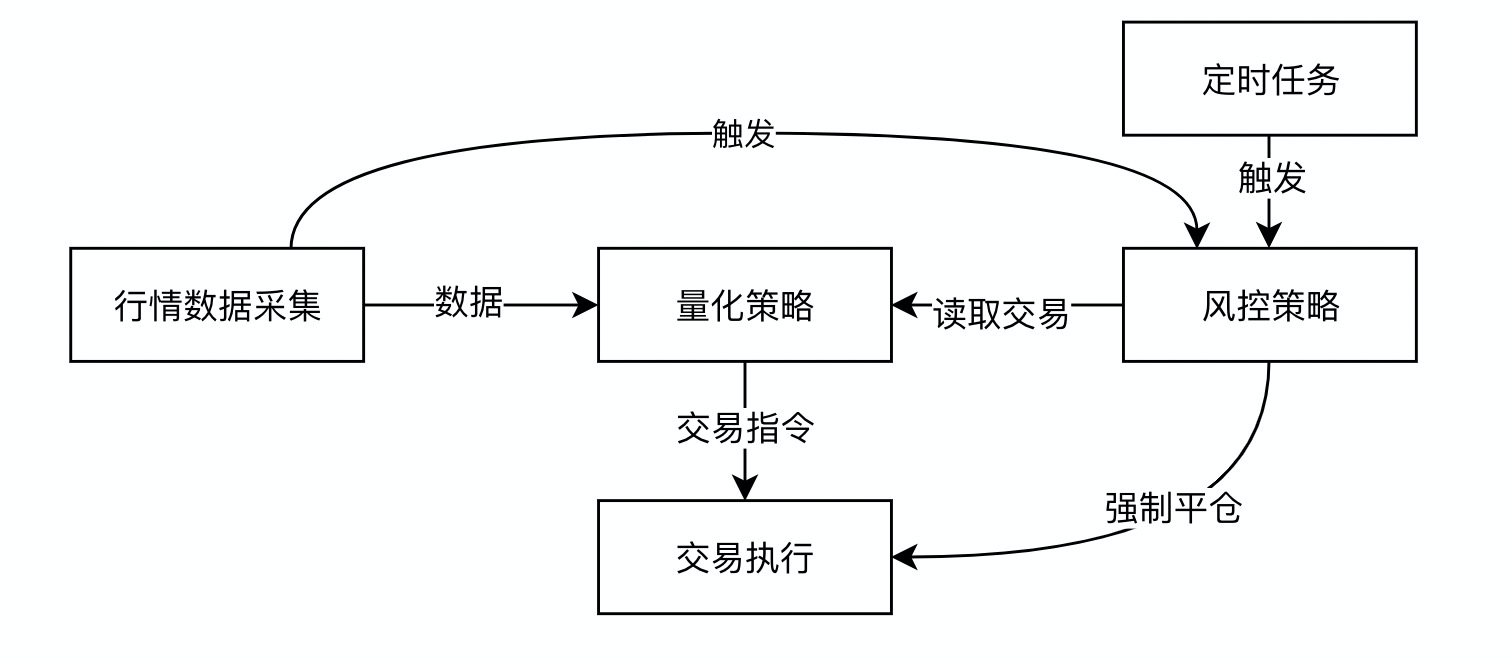 定时任务
触发
触发
行情数据采集
数据
量化策略
读取交易
风控策略
交易指令
强制平仓
交易执行